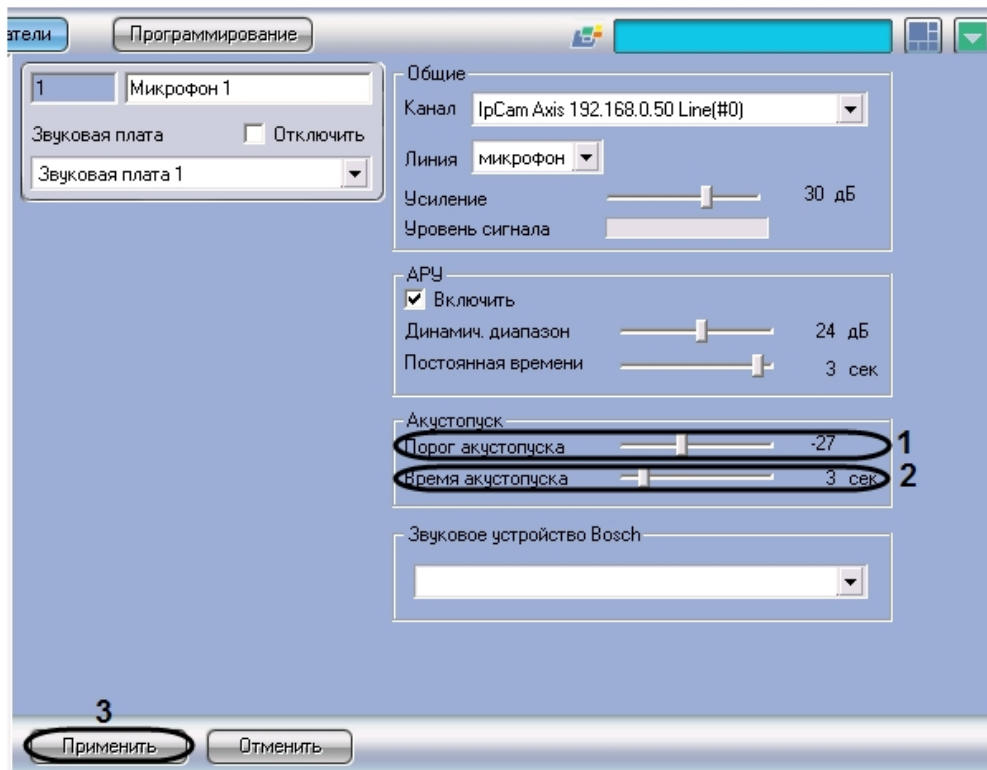 атели
Программирование
1
Микрофон 1
Звуковая плата
Отключить
Звуковая плата 1
Общие
Канал
IpCam Axis 192.168.0.50 Line(#0)
Линия
микрофон
Усиление
30 дБ
Уровень сигнала
АРУ
Включить
Динамич. диапазон
24 дБ
Постоянная времени
3 сек
Акустопуск
Порог акустопуска
-27
1
Время акустопуска
3 сек
2
Звуковое устройство Bosch
3
Применить
Отменить